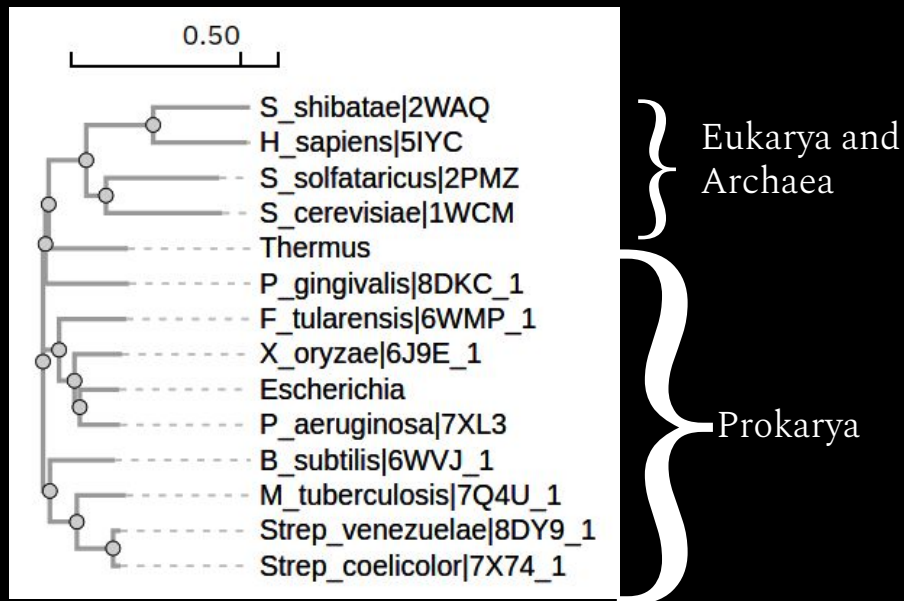 0.50
S_shibatae|2WAQ
H_sapiens|5IYC
S_solfataricus|2PMZ
S_cerevisiae|1WCM
Thermus
P_gingivalis|8DKC_1
F_tularensis|6WMP_1
X_oryzae|6J9E_1
Escherichia
P_aeruginosa|7XL3
B_subtilis|6WVJ_1
M_tuberculosis|7Q4U_1
Strep_venezuelae|8DY9_1
Strep_coelicolor|7X74_1
Eukarya and
Archaea
Prokarya